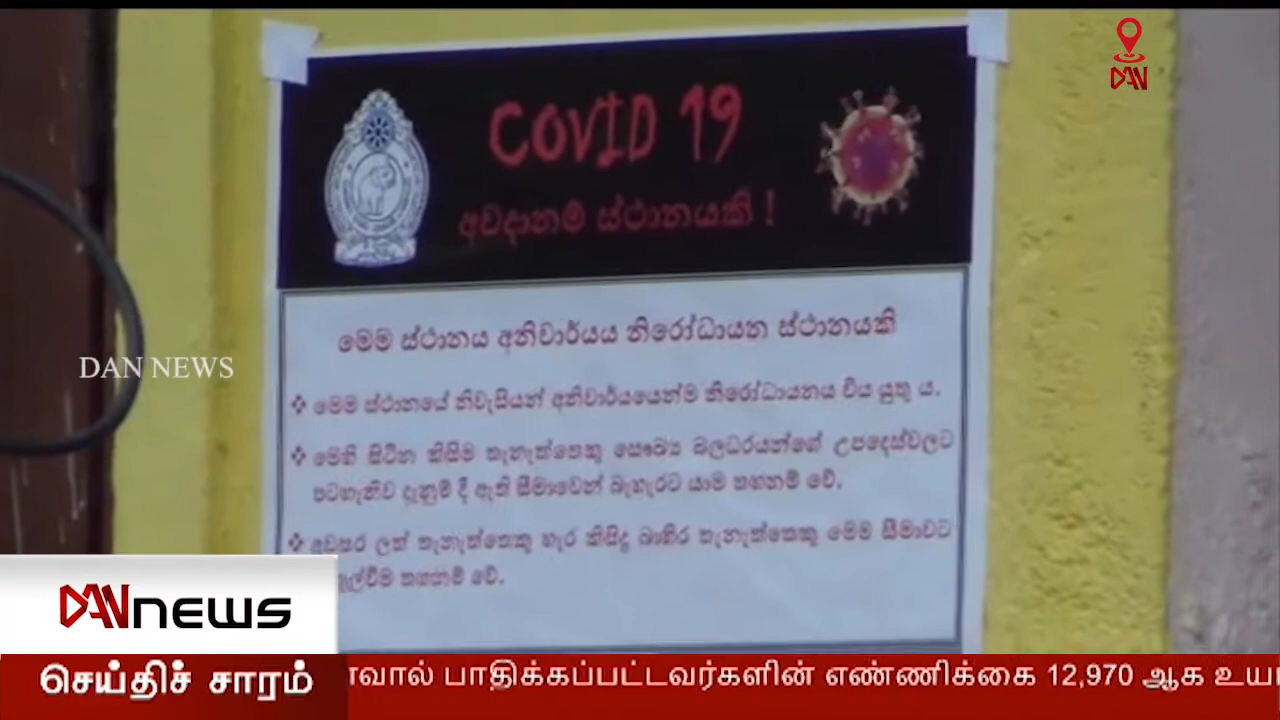 DAN
COVID 19
අවදානම් ස්ථානයකි !
මෙම ස්ථානය අනිවාර්යය නිරෝධායන ස්ථානයකි
❖ මෙම ස්ථානයේ නිවැසියන් අනිවාර්යයෙන්ම නිරෝධායනය විය යුතු ය.
DAN NEWS
❖ මෙහි සිටින කිසිම තැනැත්තෙකු සෞඛ්‍ය බලධරයන්ගේ උපදෙස්වලට
පටහැනිව දැනුම් දී ඇති සීමාවෙන් බැහැරට යාම තහනම් වේ.
❖ අවසර ලත් තැනැත්තෙකු හැර කිසිදු බාහිර තැනැත්තෙකු මෙම සීමාවට
තහනම් වේ.
DAN news
செய்திச் சாரம்
பாதிக்கப்பட்டவர்களின் எண்ணிக்கை 12,970 ஆக